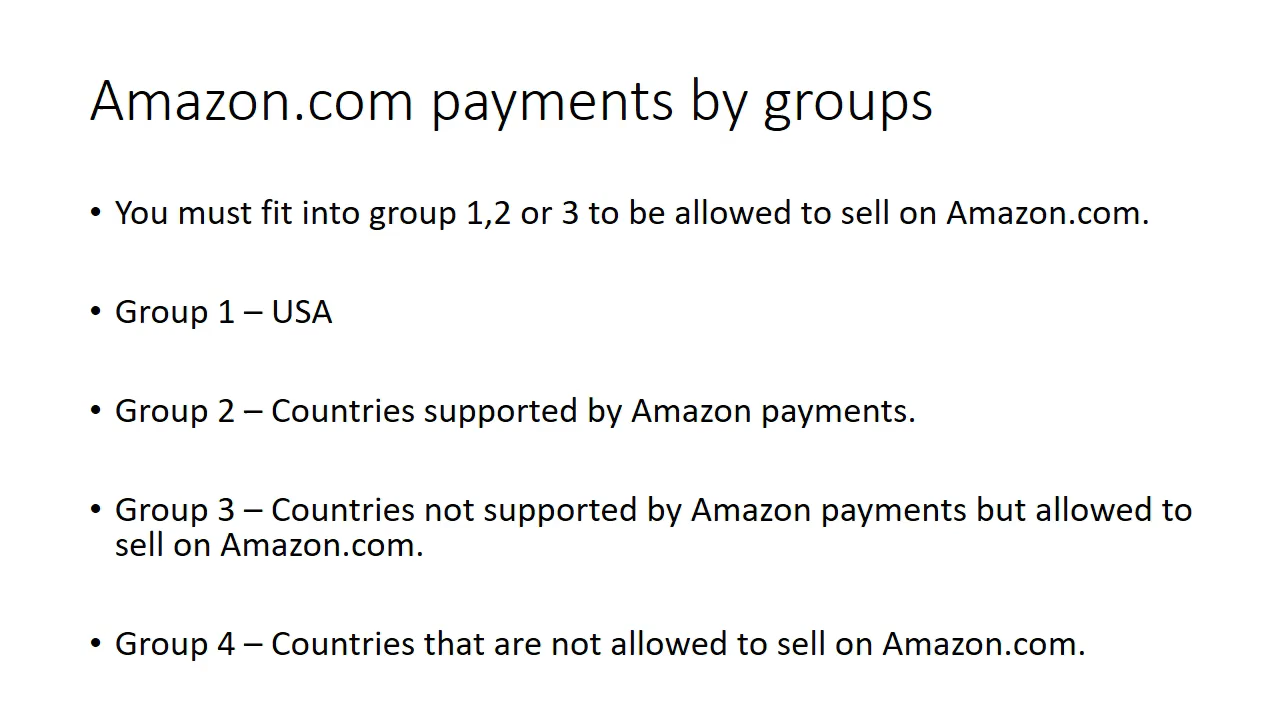 Amazon.com payments by groups
• You must fit into group 1,2 or 3 to be allowed to sell on Amazon.com.
• Group 1 – USA
• Group 2 – Countries supported by Amazon payments.
• Group 3 – Countries not supported by Amazon payments but allowed to
sell on Amazon.com.
• Group 4 – Countries that are not allowed to sell on Amazon.com.